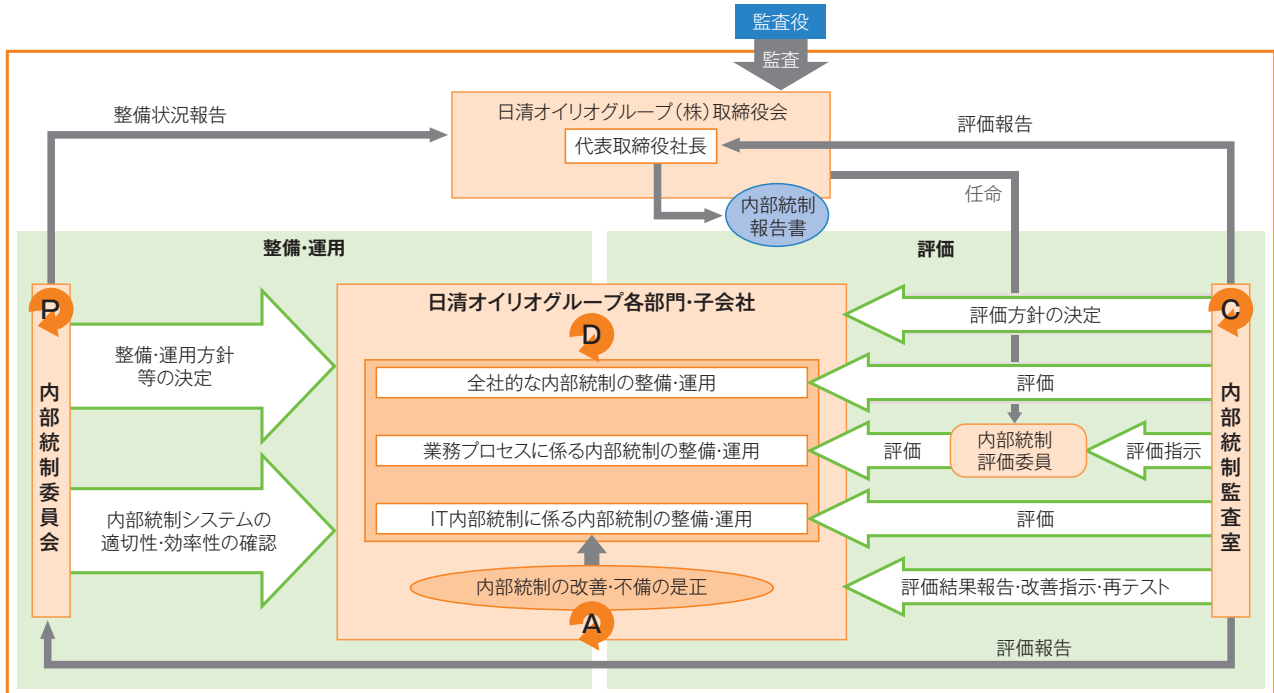 監査役
監査
日清オイリオグループ(株)取締役会
代表取締役社長
内部統制
報告書
整備状況報告
評価報告
任命
整備・運用
評価
P
内部統制委員会
整備・運用方針
等の決定
内部統制システムの
適切性・効率性の確認
日清オイリオグループ各部門・子会社
D
全社的な内部統制の整備・運用
業務プロセスに係る内部統制の整備・運用
IT内部統制に係る内部統制の整備・運用
内部統制の改善・不備の是正
A
評価方針の決定
評価
評価
内部統制
評価委員
評価指示
評価
評価結果報告・改善指示・再テスト
C
内部統制監査室
評価報告